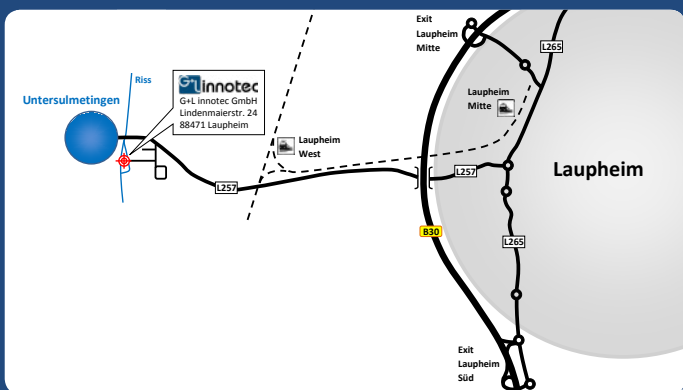 Exit
Laupheim
Mitte
L265
Riss
Untersulmetingen
G+L innotec
G+L innotec GmbH
Lindenmaierstr. 24
88471 Laupheim
Laupheim
Mitte
Laupheim
West
Laupheim
L257
L257
B30
L265
Exit
Laupheim
Süd